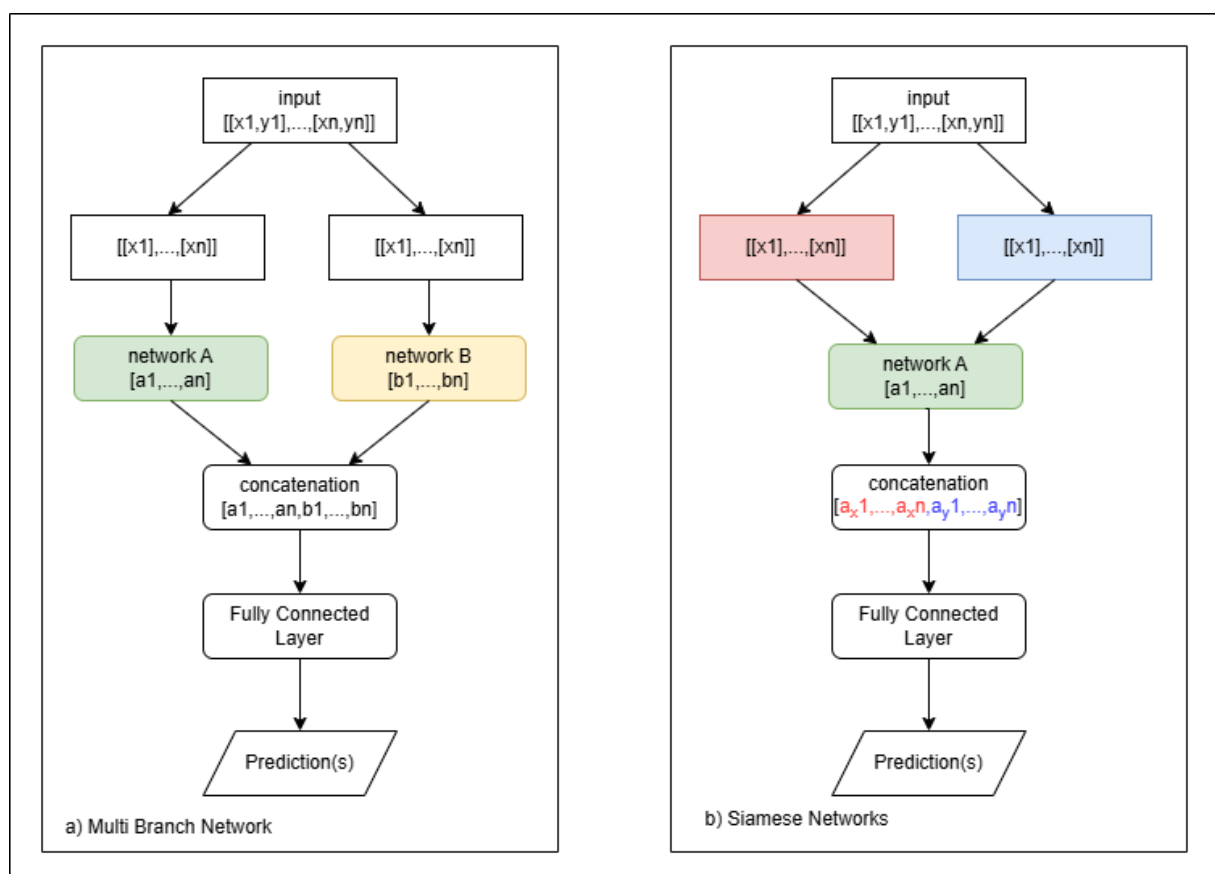 input
[[x1,y1],...,[xn,yn]]
[[x1],...,[xn]]
[[x1],...,[xn]]
network A
[a1,...,an]
network B
[b1,...,bn]
concatenation
[a1,...,an,b1,...,bn]
Fully Connected
Layer
Prediction(s)
a) Multi Branch Network
input
[[x1,y1],...,[xn,yn]]
[[x1],...,[xn]]
[[x1],...,[xn]]
network A
[a1,...,an]
concatenation
[aₓ1,...,aₓn,a_y1,...,a_yn]
Fully Connected
Layer
Prediction(s)
b) Siamese Networks